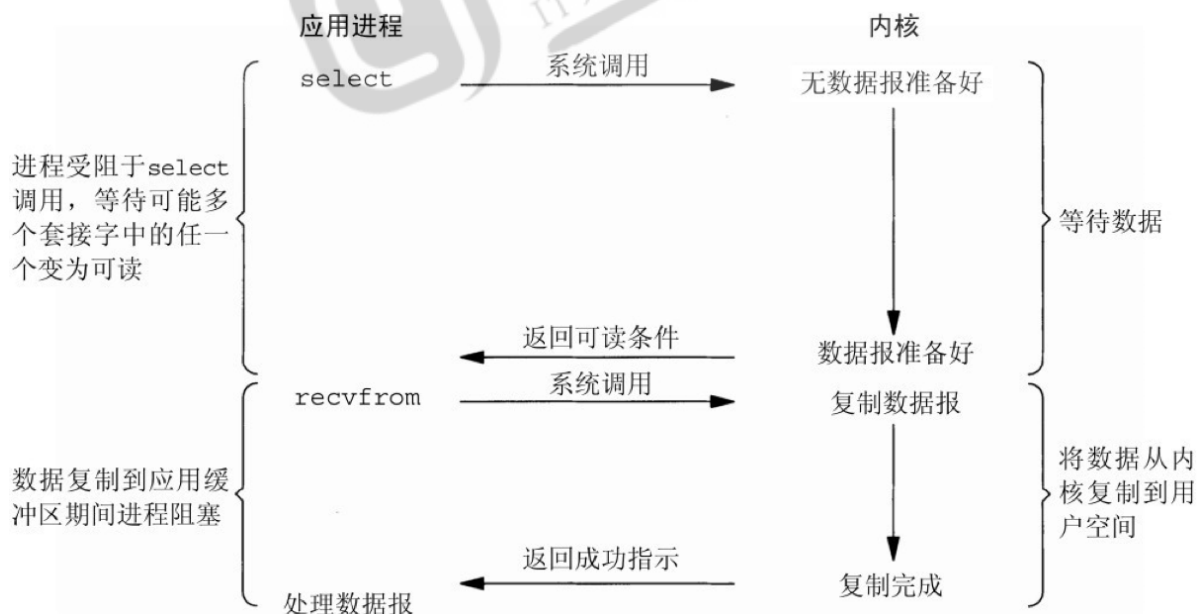 应用进程
内核
select
系统调用
无数据报准备好
进程受阻于select
调用，等待可能多
个套接字中的任一
个变为可读
等待数据
返回可读条件
数据报准备好
recvfrom
系统调用
复制数据报
数据复制到应用缓
冲区期间进程阻塞
将数据从内
核复制到用
户空间
返回成功指示
复制完成
处理数据报